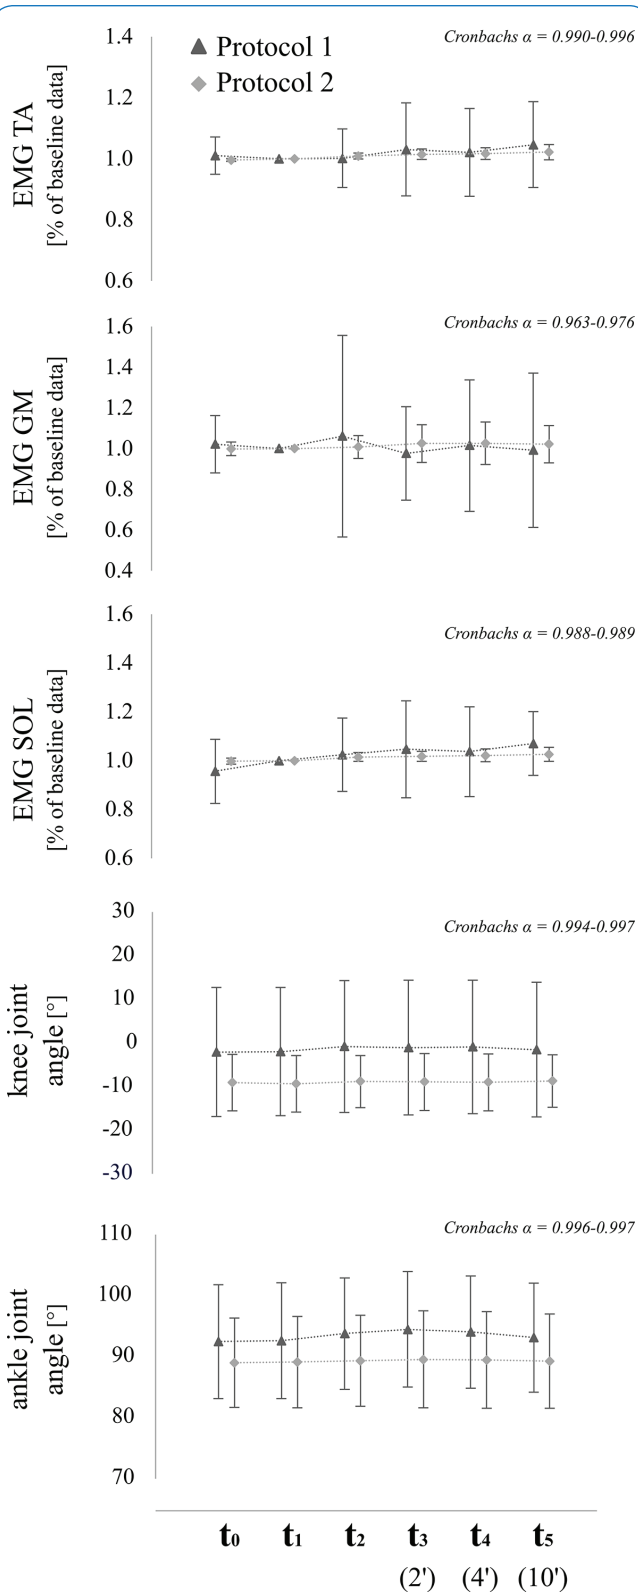 1.4
Cronbachs α = 0.990-0.996
Protocol 1
Protocol 2
1.2
1.0
0.8
0.6
EMG TA
[% of baseline data]
Cronbachs α = 0.963-0.976
1.6
1.4
1.2
1.0
0.8
0.6
0.4
EMG GM
[% of baseline data]
1.6
Cronbachs α = 0.988-0.989
1.4
1.2
1.0
0.8
0.6
EMG SOL
[% of baseline data]
30
Cronbachs α = 0.994-0.997
20
10
0
-10
-20
-30
knee joint
angle [°]
110
Cronbachs α = 0.996-0.997
100
90
80
70
ankle joint
angle [°]
t0 t1 t2 t3 t4 t5
(2') (4') (10')